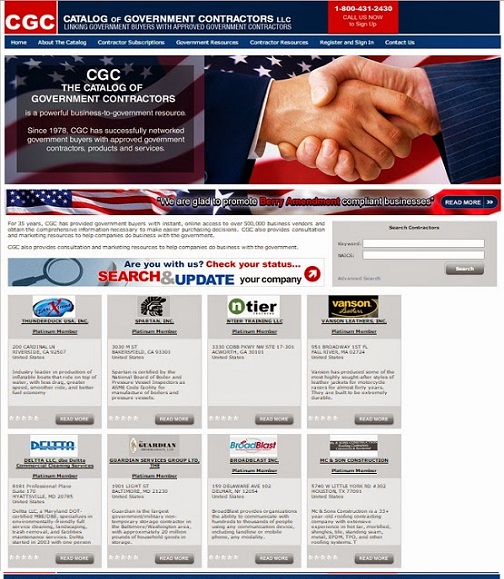 CGC
CATALOG OF GOVERNMENT CONTRACTORS LLC
LINKING GOVERNMENT BUYERS WITH APPROVED GOVERNMENT CONTRACTORS
1-800-431-2430
CALL US NOW
to Sign Up
Home About The Catalog Contractor Subscriptions Government Resources Contractor Resources Register and Sign In Contact Us
CGC
THE CATALOG OF
GOVERNMENT CONTRACTORS
is a powerful business-to-government resource.
Since 1978, CGC has successfully networked
government buyers with approved government
contractors, products and services.
"We are glad to promote Berry Amendment compliant businesses"
READ MORE
For 35 years, CGC has provided government buyers with instant, online access to over 500,000 business vendors and
obtain the comprehensive information necessary to make easier purchasing decisions. CGC also provides consultation
and marketing resources to help companies do business with the government.
CGC also provides consultation and marketing resources to help companies do business with the government.
Search Contractors
Keyword:
NAICS:
Search
Advanced Search
Are you with us? Check your status...
SEARCH & UPDATE your company
THUNDERDUCK USA, INC.
Platinum Member
200 CARDINAL LN
RIVERSIDE, CA 92507
United States
Industry leader in production of
inflatable boats that ride on top of
water, with less drag, greater
speed, smoother ride, and better
fuel economy
READ MORE
SPARTAN, INC.
Platinum Member
3030 M ST
BAKERSFIELD, CA 93301
United States
Spartan is certified by the
National Board of Boiler and
Pressure Vessel Inspectors as
ASME Code facility for
manufacture of boilers and
pressure vessels.
READ MORE
ntier
TRAINING
NTIER TRAINING LLC
Platinum Member
3330 COBB PKWY NW STE 17-301
ACWORTH, GA 30101
United States
READ MORE
VANSON
Leathers
VANSON LEATHERS, INC.
Platinum Member
951 BROADWAY 1ST FL
FALL RIVER, MA 02724
United States
Vanson has produced some of the
most highly sought-after styles of
leather jackets for motorcycle
racers for almost forty years.
They are built to be extremely
durable.
READ MORE
DELTTA
DELTTA LLC, dba Deltta
Commercial Cleaning Services
Platinum Member
8181 Professional Place
Suite 170
HYATTSVILLE, MD 20785
United States
Deltta LLC, a Maryland DOT-
certified MBE/DBE, specializes in
environmentally-friendly full
service cleaning, landscaping,
trash removal, and facilities
maintenance services. Deltta
started in 2003 with one person
READ MORE
GUARDIAN
GUARDIAN SERVICES GROUP LTD,
THE
Platinum Member
3901 LIGHT ST
BALTIMORE, MD 21230
United States
Guardian is the largest
government/military non-
temporary storage contractor in
the Baltimore/Washington area,
with approximately 20 million
pounds of household goods in
storage.
READ MORE
BroadBlast
BROADBLAST INC.
Platinum Member
159 DELAWARE AVE 102
DELMAR, NY 12054
United States
BroadBlast provides organizations
the ability to communicate with
hundreds to thousands of people
using any communication device,
including landline or
mobile phone, any modality.
READ MORE
MC & SON CONSTRUCTION
Platinum Member
5740 W LITTLE YORK RD #302
HOUSTON, TX 77091
United States
Mc & Sons Construction is a 33+
year old roofing contracting
company with extensive
experience in hot tar, modified,
shingles, tile, standing seam,
metal, EPDM, TPO, and other
roofing systems. T
READ MORE